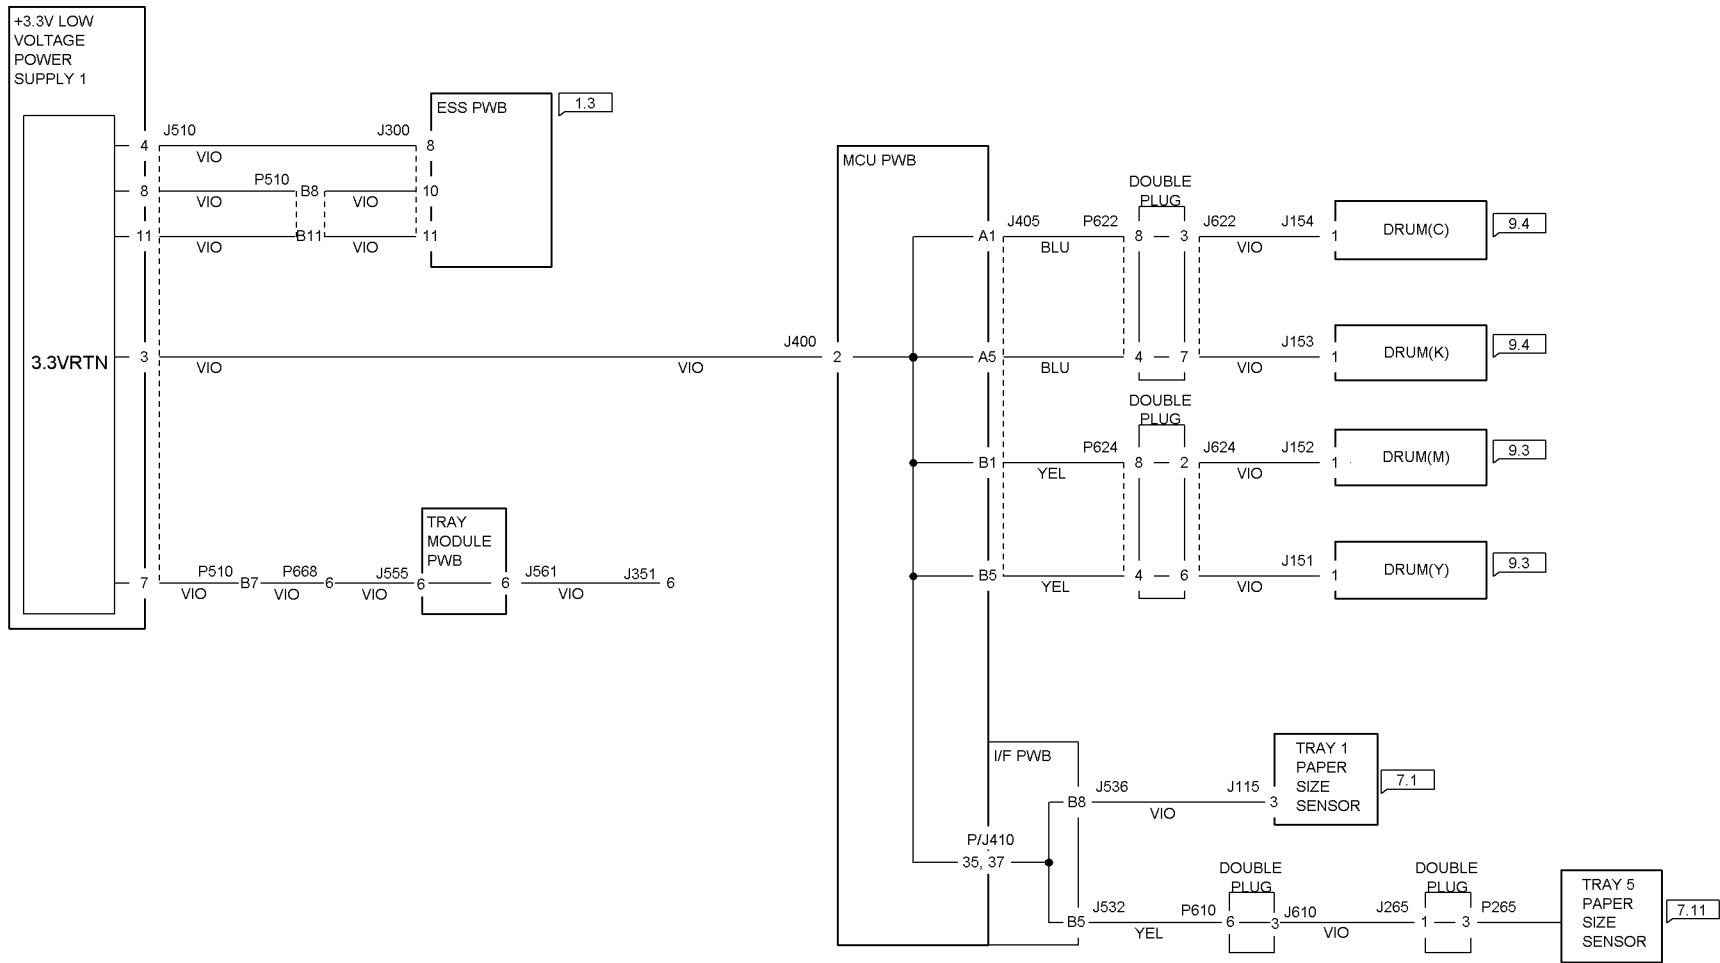 +3.3V LOW
VOLTAGE
POWER
SUPPLY 1
3.3VRTN
4
J510
VIO
J300
8
ESS PWB
1.3
8
VIO
P510
B8
VIO
10
11
VIO
B11
VIO
11
3
VIO
VIO
J400
2
MCU PWB
7
VIO
P510
B7
VIO
P668
6
VIO
J555
6
TRAY
MODULE
PWB
6
J561
VIO
J351
6
A1
J405
BLU
P622
DOUBLE
PLUG
8
3
J622
VIO
J154
1
DRUM(C)
9.4
A5
BLU
4
7
VIO
J153
1
DRUM(K)
9.4
B1
YEL
P624
DOUBLE
PLUG
8
2
J624
VIO
J152
1
DRUM(M)
9.3
B5
YEL
4
6
VIO
J151
1
DRUM(Y)
9.3
I/F PWB
P/J410
35, 37
B8
J536
VIO
J115
3
TRAY 1
PAPER
SIZE
SENSOR
7.1
B5
J532
YEL
P610
DOUBLE
PLUG
6
3
J610
VIO
J265
DOUBLE
PLUG
1
3
P265
TRAY 5
PAPER
SIZE
SENSOR
7.11